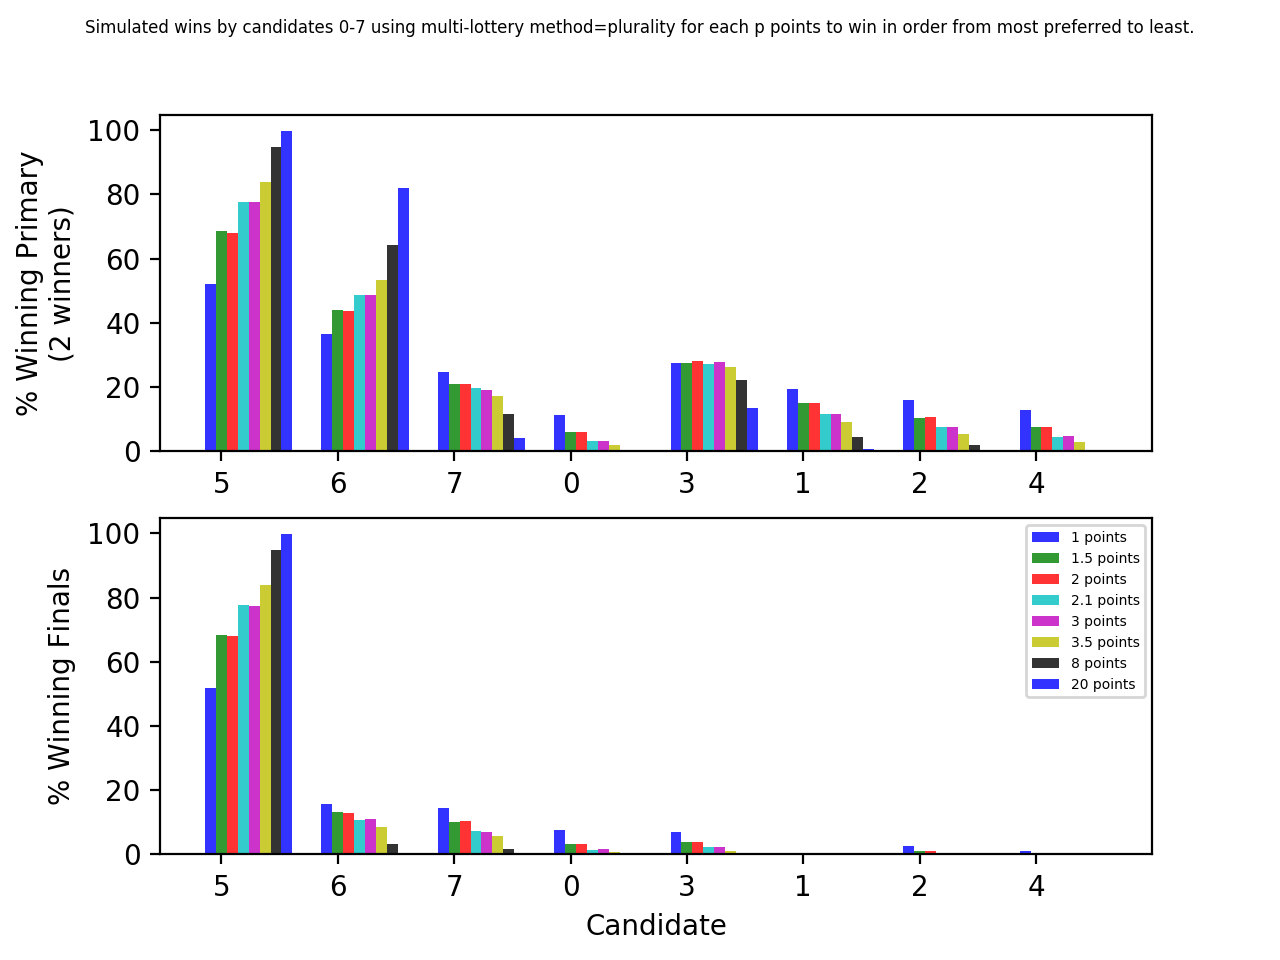 Simulated wins by candidates 0-7 using multi-lottery method=plurality for each p points to win in order from most preferred to least.
% Winning Primary
(2 winners)
100
80
60
40
20
0
5 6 7 0 3 1 2 4
% Winning Finals
100
80
60
40
20
0
1 points
1.5 points
2 points
2.1 points
3 points
3.5 points
8 points
20 points
5 6 7 0 3 1 2 4
Candidate